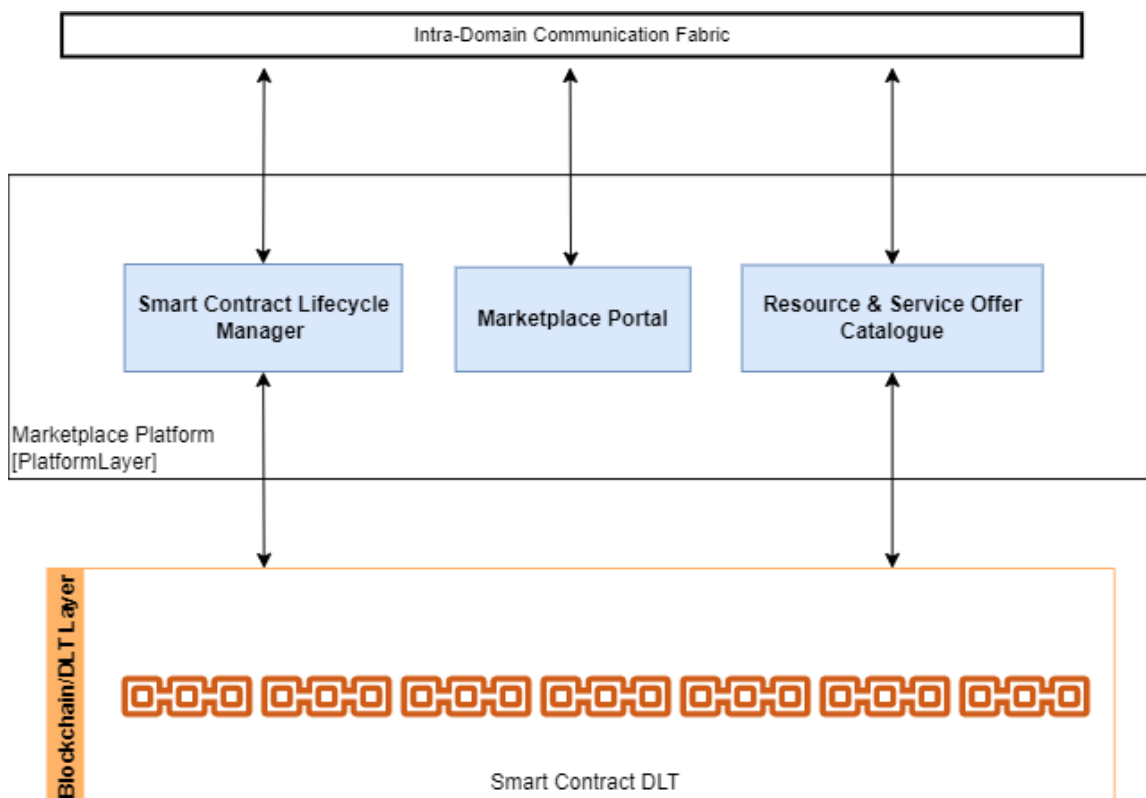 Intra-Domain Communication Fabric
Smart Contract Lifecycle
Manager
Marketplace Portal
Resource & Service Offer
Catalogue
Marketplace Platform
[PlatformLayer]
Blockchain/DLT Layer
Smart Contract DLT